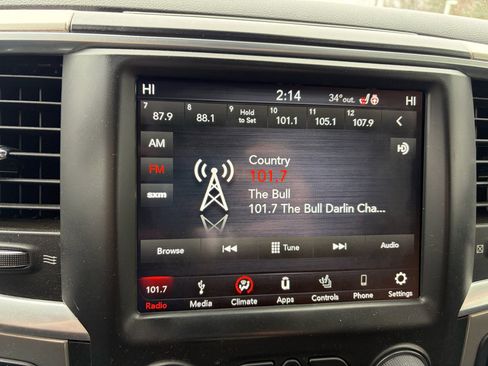 HI 2:14 34°out. HI
7 8 9 10 11 12
87.9 88.1 Hold to Set 101.1 105.1 107.9
AM
FM
sxm
HD
Country
101.7
The Bull
101.7 The Bull Darlin Cha...
Browse Tune Audio
101.7
Radio Media Climate Apps Controls Phone Settings